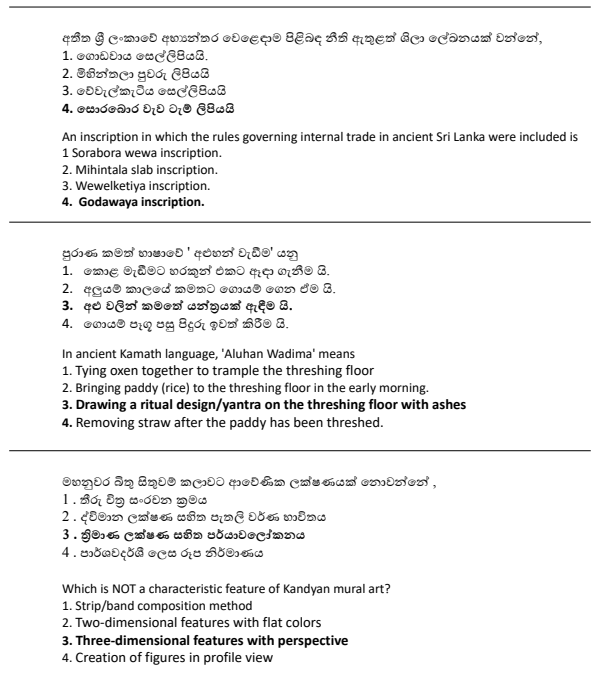 අතීත ශ්‍රී ලංකාවේ අභ්‍යන්තර වෙළෙඳාම පිළිබඳ නීති ඇතුළත් ශිලා ලේඛනයක් වන්නේ,
1. ගොඩවාය සෙල්ලිපියයි.
2. මිහින්තලා පුවරු ලිපියයි
3. වේවැල්කැටිය සෙල්ලිපියයි
4. සොරබොර වැව ටැම් ලිපියයි
An inscription in which the rules governing internal trade in ancient Sri Lanka were included is
1 Sorabora wewa inscription.
2. Mihintala slab inscription.
3. Wewelketiya inscription.
4. Godawaya inscription.
පුරාණ කමත් භාෂාවේ ' අළුහන් වැඩීම' යනු
1. කොළ මැඩීමට හරකුන් එකට ඈඳා ගැනීම යි.
2. අලුයම් කාලයේ කමතට ගොයම් ගෙන ඒම යි.
3. අළු වලින් කමතේ යන්ත්‍රයක් ඇඳීම යි.
4. ගොයම් පෑගූ පසු පිදුරු ඉවත් කිරීම යි.
In ancient Kamath language, 'Aluhan Wadima' means
1. Tying oxen together to trample the threshing floor
2. Bringing paddy (rice) to the threshing floor in the early morning.
3. Drawing a ritual design/yantra on the threshing floor with ashes
4. Removing straw after the paddy has been threshed.
මහනුවර බිතු සිතුවම් කලාවට ආවේණික ලක්ෂණයක් නොවන්නේ ,
1 . තීරු චිත්‍ර සංරචන ක්‍රමය
2 . ද්විමාන ලක්ෂණ සහිත පැතලි වර්ණ භාවිතය
3 . ත්‍රිමාණ ලක්ෂණ සහිත පර්යාවලෝකනය
4 . පාර්ශවදර්ශී ලෙස රූප නිර්මාණය
Which is NOT a characteristic feature of Kandyan mural art?
1. Strip/band composition method
2. Two-dimensional features with flat colors
3. Three-dimensional features with perspective
4. Creation of figures in profile view